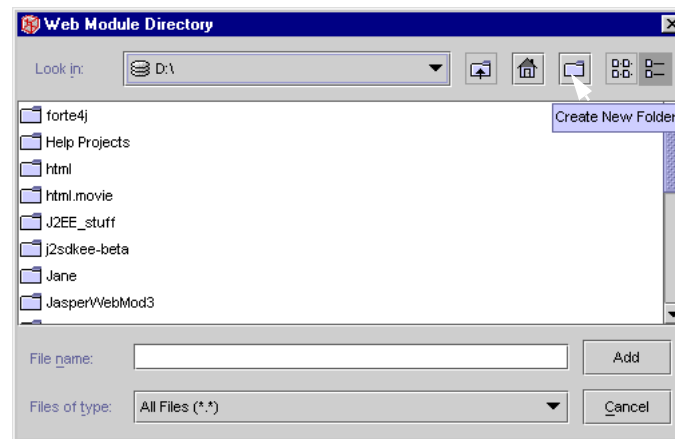 Web Module Directory
Look in: D:\
Create New Folder
forte4j
Help Projects
html
html.movie
J2EE_stuff
j2sdkee-beta
Jane
JasperWebMod3
File name: Add
Files of type: All Files (*.*) Cancel